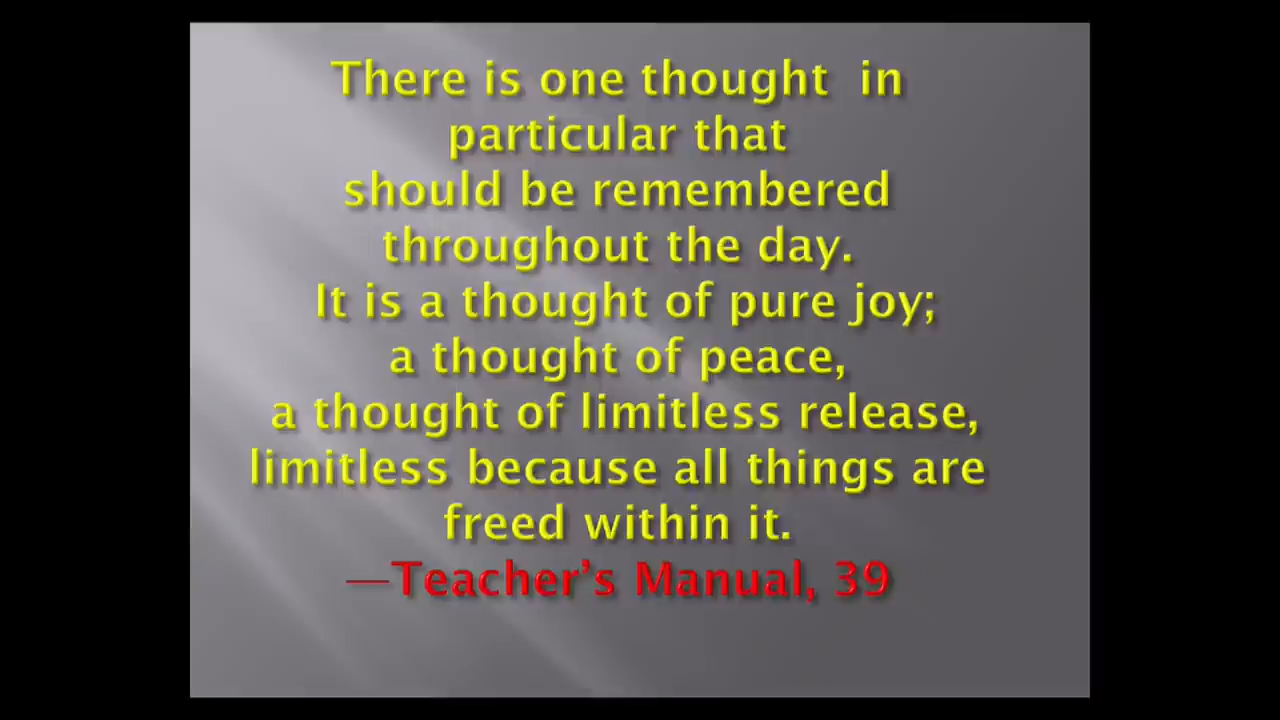 There is one thought  in
particular that
should be remembered
throughout the day.
It is a thought of pure joy;
a thought of peace,
a thought of limitless release,
limitless because all things are
freed within it.
—Teacher’s Manual, 39